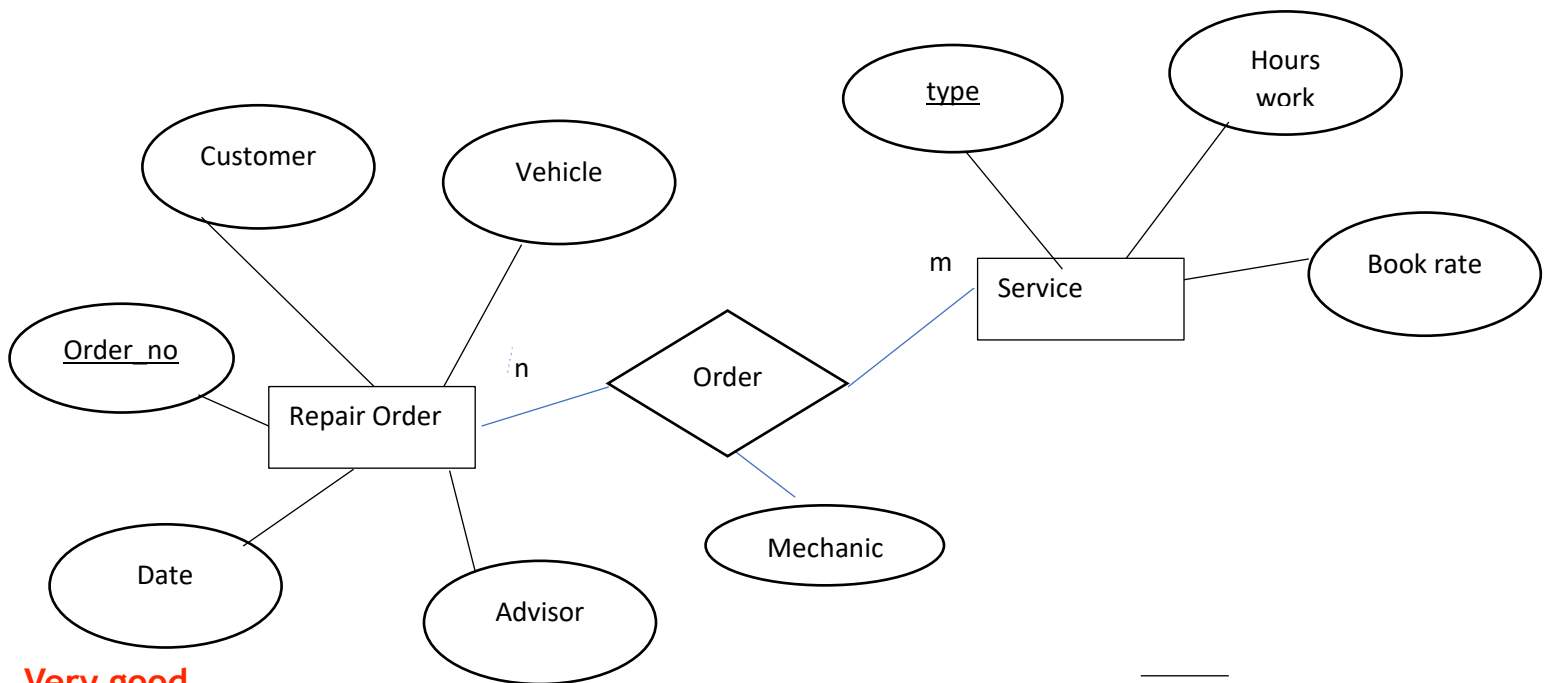 type
Hours
work
Customer
Vehicle
Book rate
m
Service
Order_no
n
Order
Repair Order
Mechanic
Date
Advisor
Very good